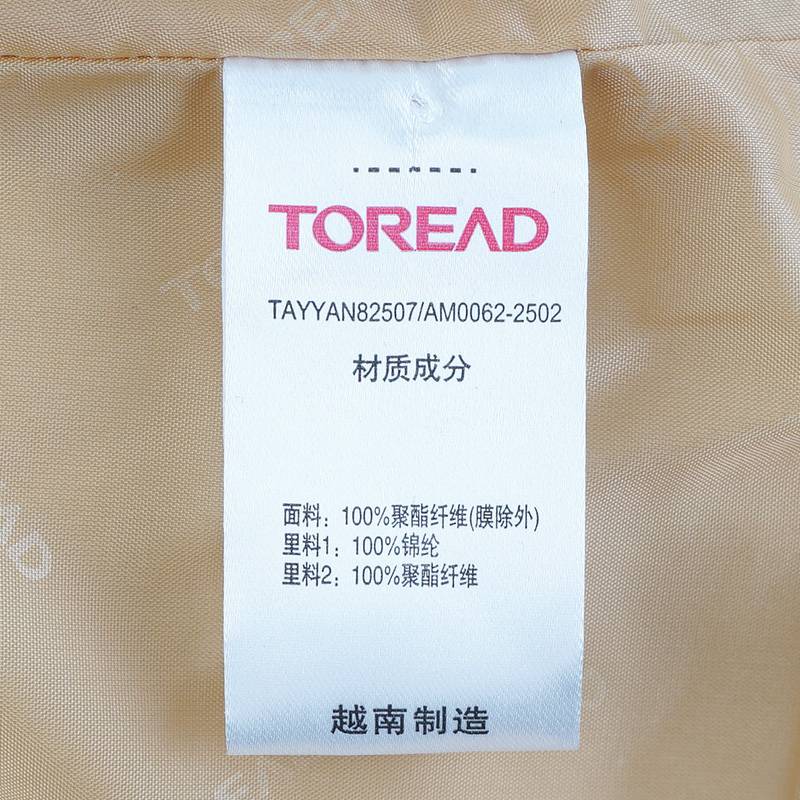 TOREAD
TAYYAN82507/AM0062-2502
材质成分
面料：100%聚酯纤维(膜除外)
里料1：100%锦纶
里料2：100%聚酯纤维
越南制造